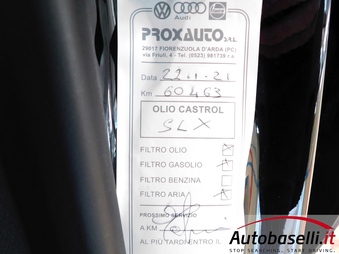 Audi
PROXAUTO S.R.L.
29017 FIORENZUOLA D'ARDA (PC)
via Friuli, 4 - Tel. (0523) 981739 r.a.
Data 22.1.21
Km 60463
OLIO CASTROL
SLX
FILTRO OLIO
FILTRO GASOLIO
FILTRO BENZINA
FILTRO ARIA
PROSSIMO SERVIZIO
A KM
AL PIÙ TARDI ENTRO IL
Autobaselli.it
STOP SEARCHING. START DRIVING.